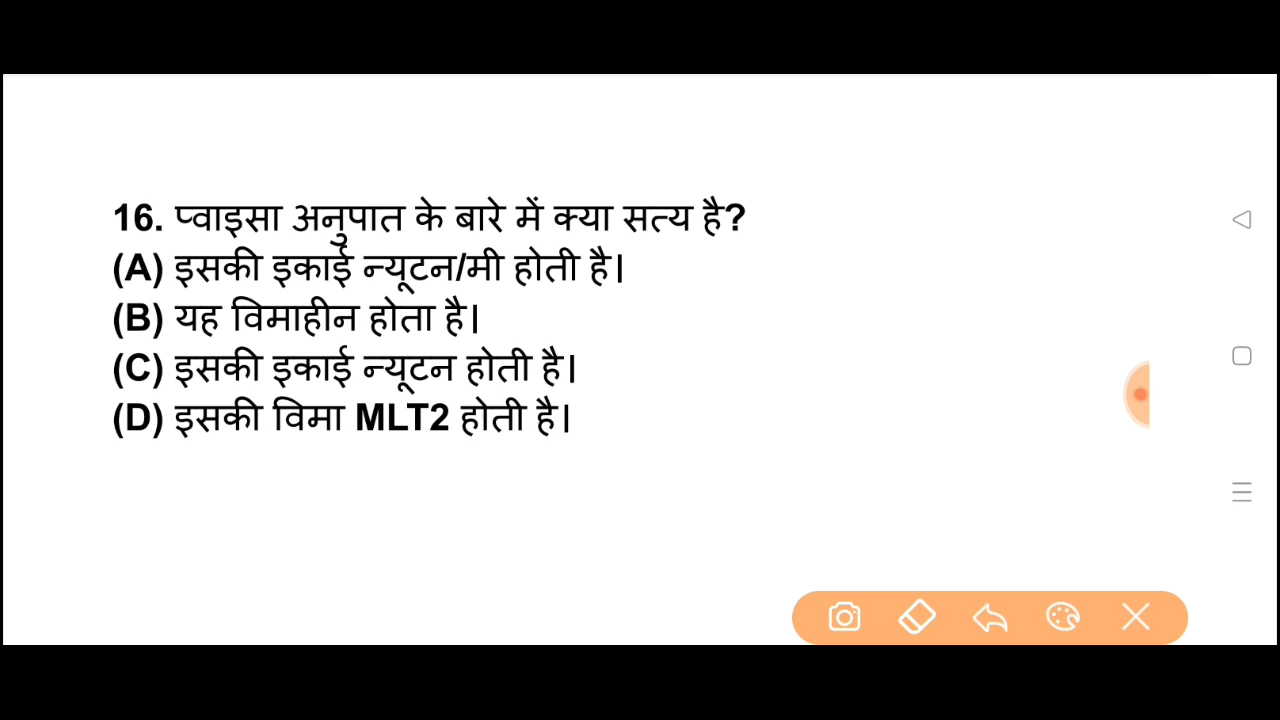 16. प्वाइसा अनुपात के बारे में क्या सत्य है?
(A) इसकी इकाई न्यूटन/मी होती है।
(B) यह विमाहीन होता है।
(C) इसकी इकाई न्यूटन होती है।
(D) इसकी विमा MLT2 होती है।